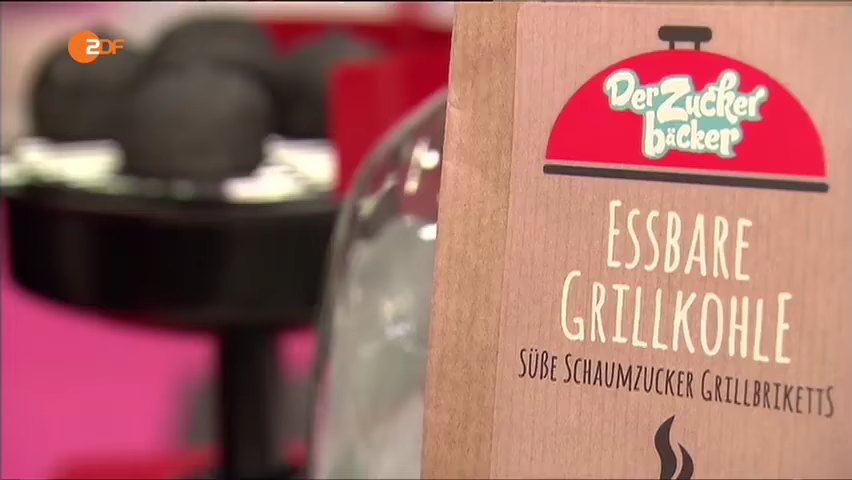 2DF
Der Zucker
bäcker
ESSBARE
GRILLKOHLE
SÜẞE SCHAUMZUCKER GRILLBRIKETTS